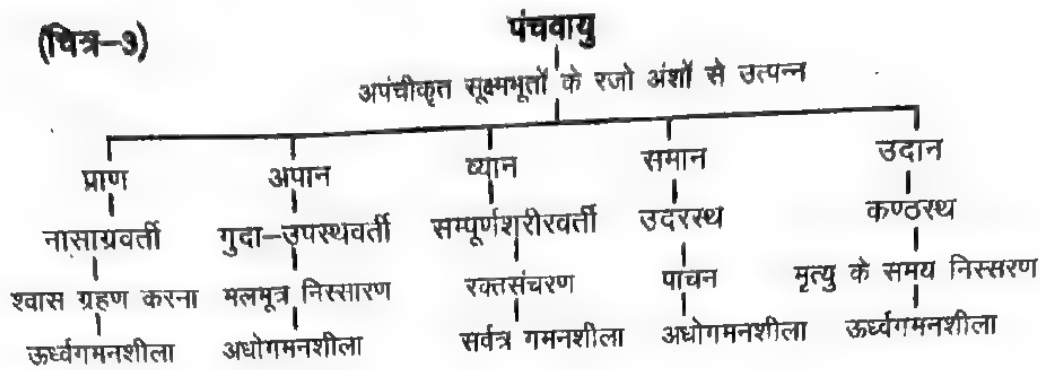 (चित्र-३)
पंचवायु
अपंचीकृत सूक्ष्मभूतों के रजो अंशों से उत्पन्न
प्राण अपान ध्यान समान उदान
नासाग्रवर्ती गुदा-उपस्थवर्ती सम्पूर्णशरीरवर्ती उदरस्थ कण्ठस्थ
श्वास ग्रहण करना मलमूत्र निस्सारण रक्तसंचरण पाचन मृत्यु के समय निस्सरण
ऊर्ध्वगमनशीला अधोगमनशीला सर्वत्र गमनशीला अधोगमनशीला ऊर्ध्वगमनशीला